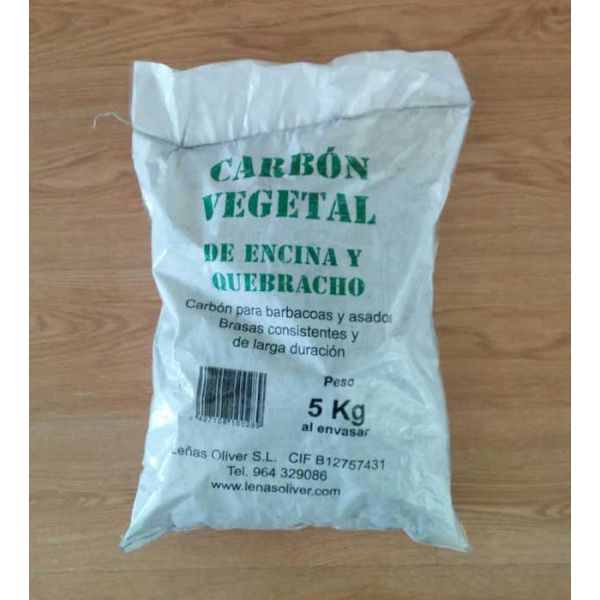 CARBÓN
VEGETAL
DE ENCINA Y
QUEBRACHO
Carbón para barbacoas y asados
Brasas consistentes y
de larga duración
Peso
5 Kg
al envasar
Leñas Oliver S.L. CIF B12757431
Tel. 964 329086
www.lenasoliver.com